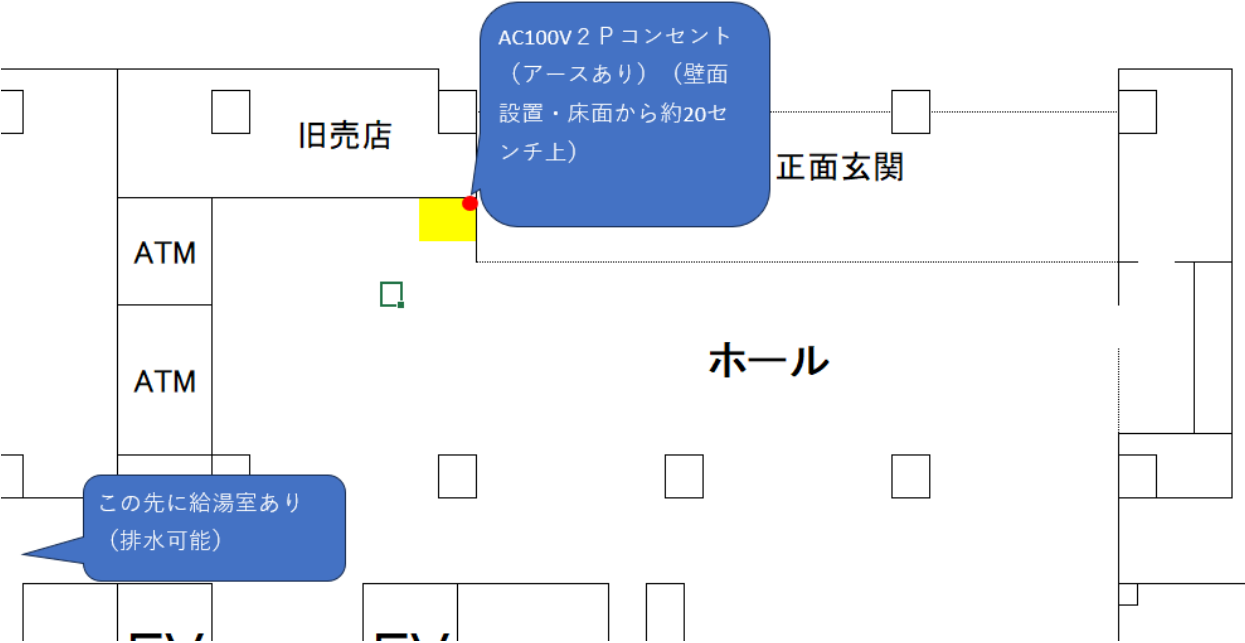 AC100V２Ｐコンセント
（アースあり）（壁面
設置・床面から約20セ
ンチ上）
旧売店
正面玄関
ATM
ホール
ATM
この先に給湯室あり
（排水可能）
EV
EV